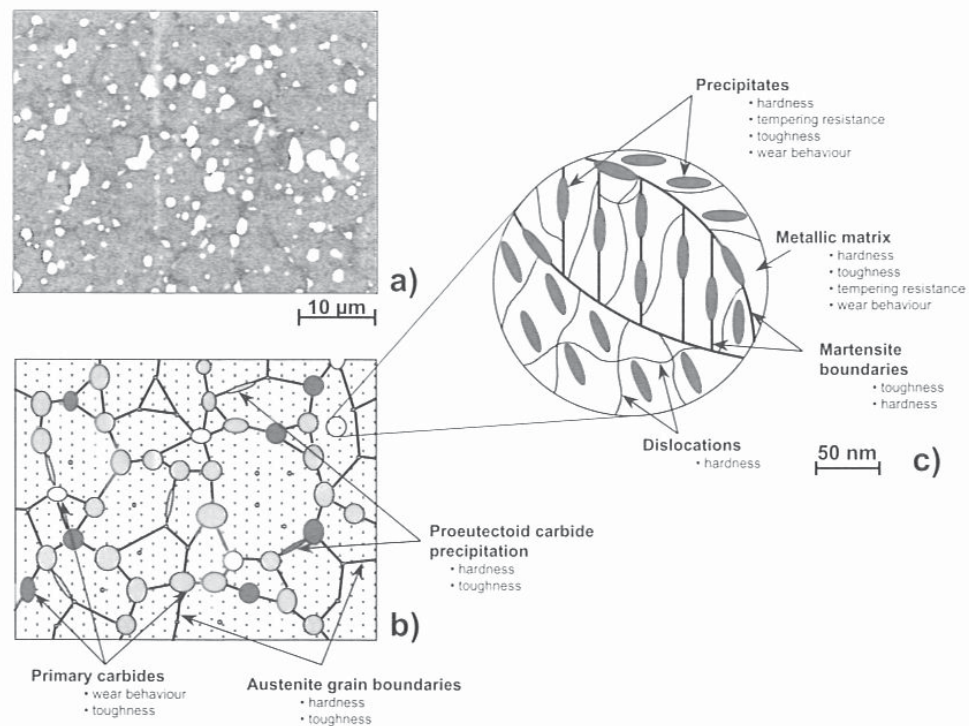 a)
10 µm
Precipitates
• hardness
• tempering resistance
• toughness
• wear behaviour
Metallic matrix
• hardness
• toughness
• tempering resistance
• wear behaviour
Martensite
boundaries
• toughness
• hardness
Dislocations
• hardness
50 nm
c)
Proeutectoid carbide
precipitation
• hardness
• toughness
b)
Primary carbides
• wear behaviour
• toughness
Austenite grain boundaries
• hardness
• toughness